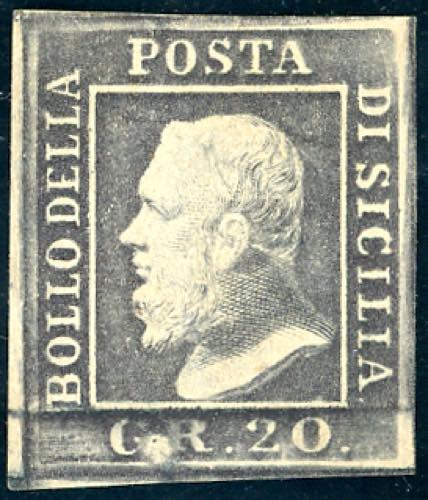 BOLLO DELLA
POSTA
DI SICILIA
GR.20.